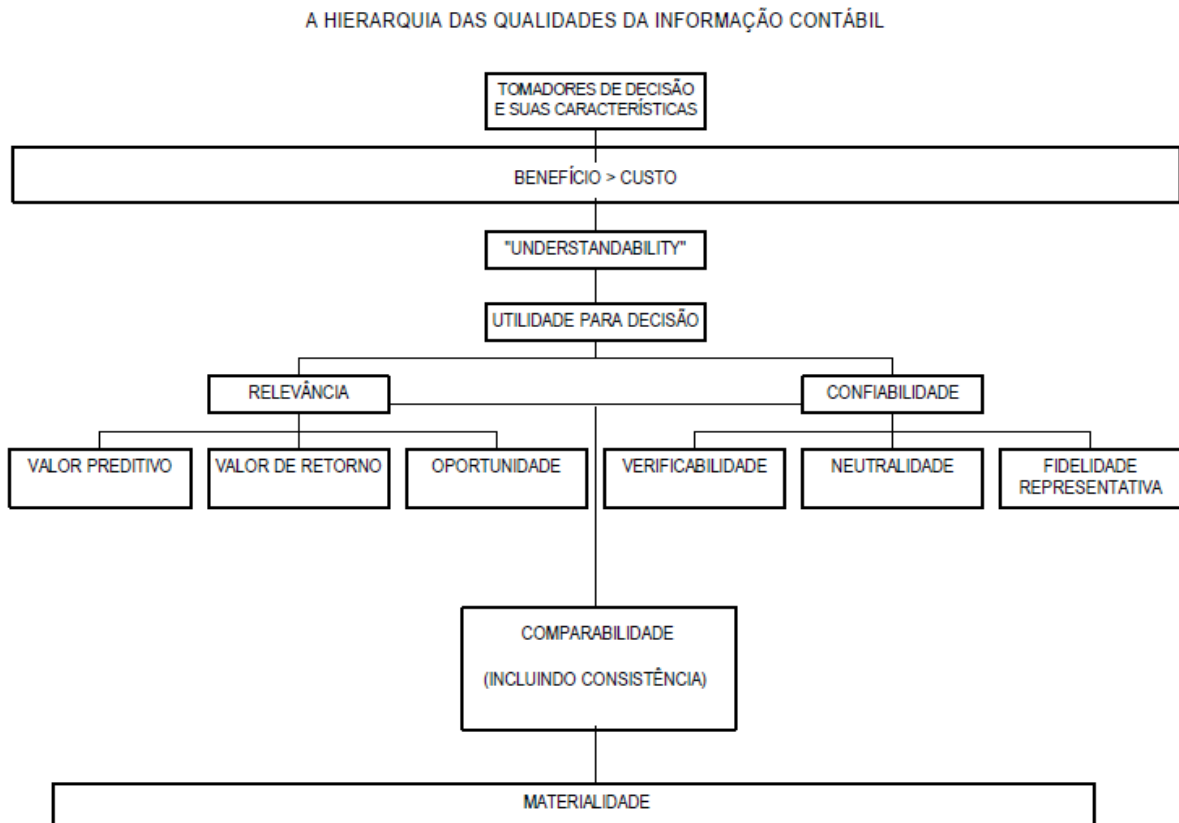 A HIERARQUIA DAS QUALIDADES DA INFORMAÇÃO CONTÁBIL
TOMADORES DE DECISÃO
E SUAS CARACTERÍSTICAS
BENEFÍCIO > CUSTO
"UNDERSTANDABILITY"
UTILIDADE PARA DECISÃO
RELEVÂNCIA
CONFIABILIDADE
VALOR PREDITIVO
VALOR DE RETORNO
OPORTUNIDADE
VERIFICABILIDADE
NEUTRALIDADE
FIDELIDADE
REPRESENTATIVA
COMPARABILIDADE
(INCLUINDO CONSISTÊNCIA)
MATERIALIDADE